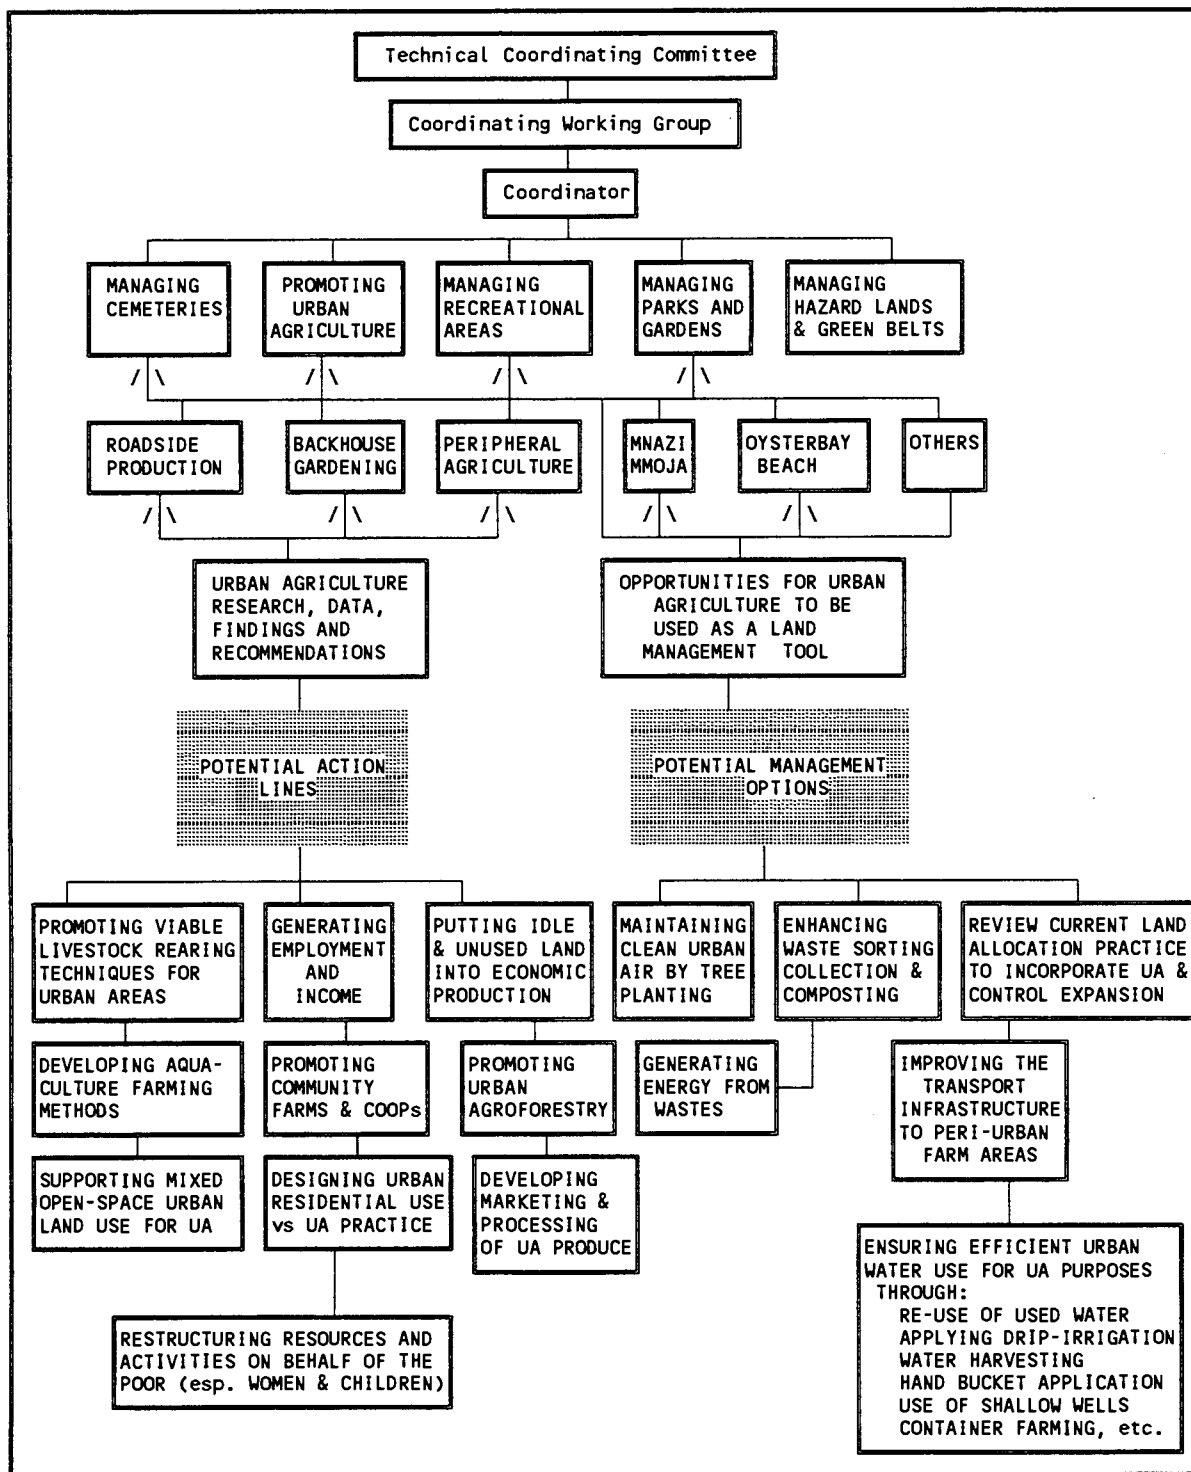 Technical Coordinating Committee
Coordinating Working Group
Coordinator
MANAGING
CEMETERIES
PROMOTING
URBAN
AGRICULTURE
MANAGING
RECREATIONAL
AREAS
MANAGING
PARKS AND
GARDENS
MANAGING
HAZARD LANDS
& GREEN BELTS
/ \
/ \
/ \
/ \
ROADSIDE
PRODUCTION
BACKHOUSE
GARDENING
PERIPHERAL
AGRICULTURE
MNAZI
MMOJA
OYSTERBAY
BEACH
OTHERS
/ \
/ \
/ \
/ \
/ \
URBAN AGRICULTURE
RESEARCH, DATA,
FINDINGS AND
RECOMMENDATIONS
OPPORTUNITIES FOR URBAN
AGRICULTURE TO BE
USED AS A LAND
MANAGEMENT TOOL
POTENTIAL ACTION
LINES
POTENTIAL MANAGEMENT
OPTIONS
PROMOTING VIABLE
LIVESTOCK REARING
TECHNIQUES FOR
URBAN AREAS
GENERATING
EMPLOYMENT
AND
INCOME
PUTTING IDLE
& UNUSED LAND
INTO ECONOMIC
PRODUCTION
MAINTAINING
CLEAN URBAN
AIR BY TREE
PLANTING
ENHANCING
WASTE SORTING
COLLECTION &
COMPOSTING
REVIEW CURRENT LAND
ALLOCATION PRACTICE
TO INCORPORATE UA &
CONTROL EXPANSION
DEVELOPING AQUA-
CULTURE FARMING
METHODS
PROMOTING
COMMUNITY
FARMS & COOPs
PROMOTING
URBAN
AGROFORESTRY
GENERATING
ENERGY FROM
WASTES
IMPROVING THE
TRANSPORT
INFRASTRUCTURE
TO PERI-URBAN
FARM AREAS
SUPPORTING MIXED
OPEN-SPACE URBAN
LAND USE FOR UA
DESIGNING URBAN
RESIDENTIAL USE
vs UA PRACTICE
DEVELOPING
MARKETING &
PROCESSING
OF UA PRODUCE
ENSURING EFFICIENT URBAN
WATER USE FOR UA PURPOSES
THROUGH:
RE-USE OF USED WATER
APPLYING DRIP-IRRIGATION
WATER HARVESTING
HAND BUCKET APPLICATION
USE OF SHALLOW WELLS
CONTAINER FARMING, etc.
RESTRUCTURING RESOURCES AND
ACTIVITIES ON BEHALF OF THE
POOR (esp. WOMEN & CHILDREN)